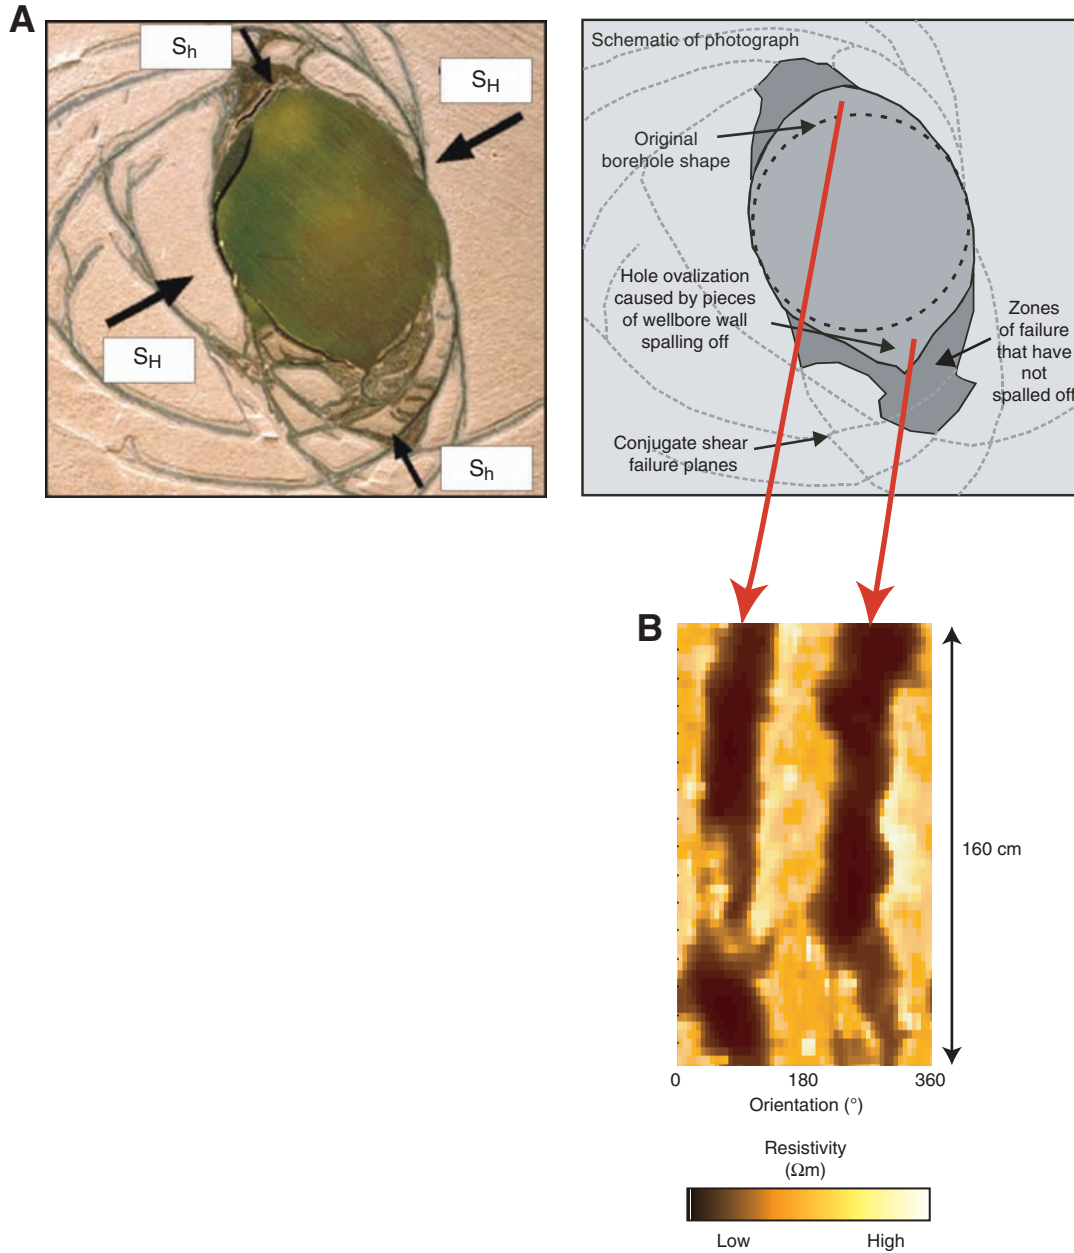 A
Sh
SH
SH
Sh
Schematic of photograph
Original
borehole shape
Hole ovalization
caused by pieces
of wellbore wall
spalling off
Zones
of failure
that have
not
spalled off
Conjugate shear
failure planes
B
160 cm
0 180 360
Orientation (°)
Resistivity
(Ωm)
Low High